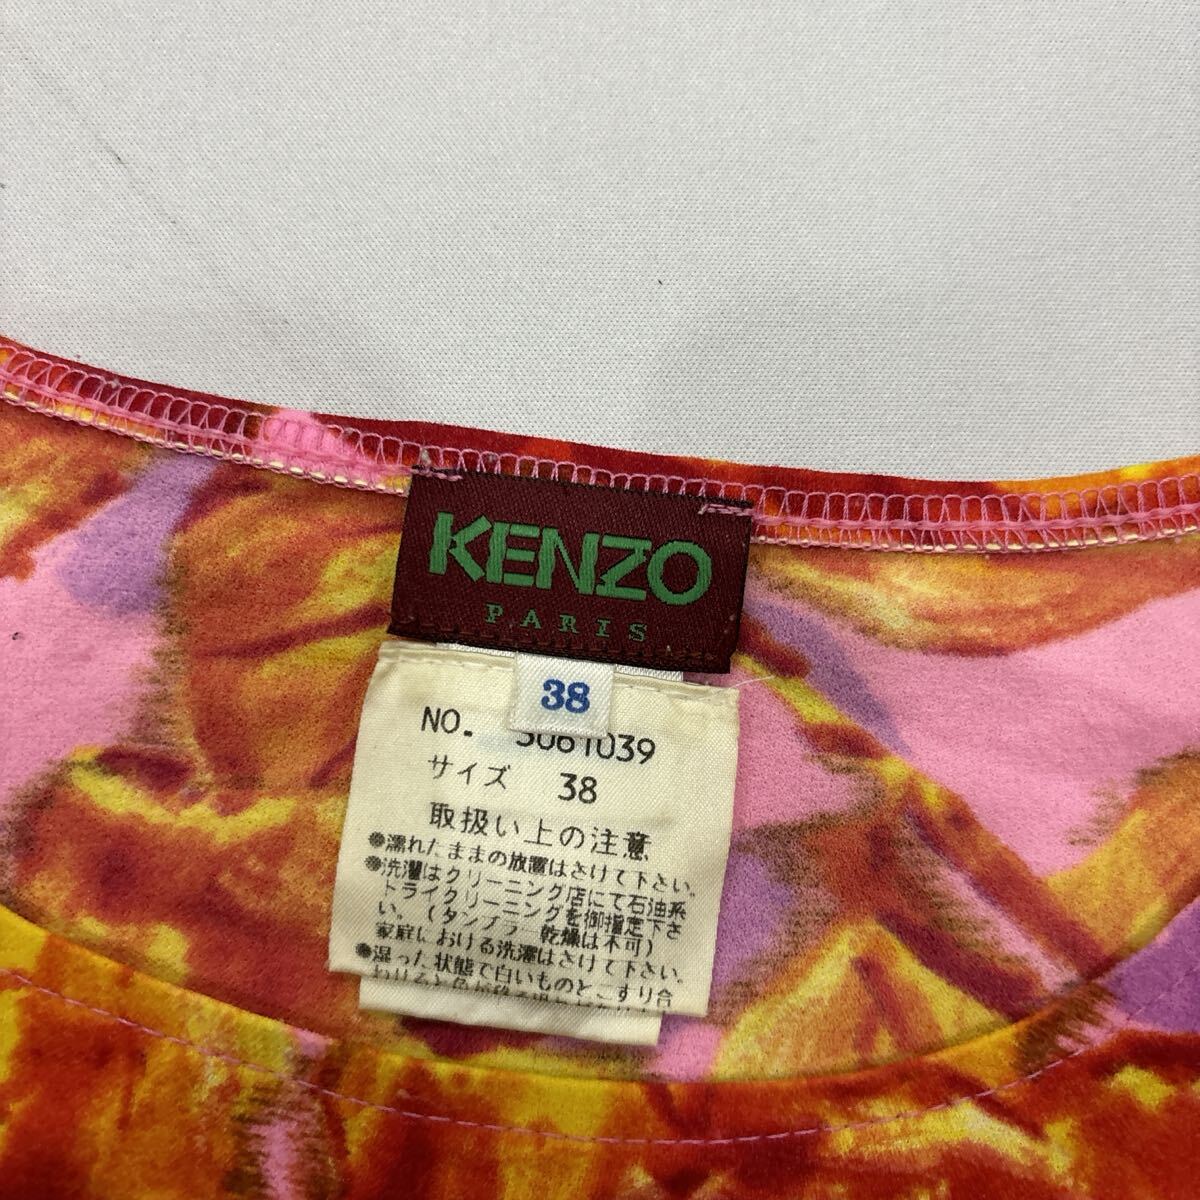 KENZO
PARIS
38
NO. 5061039
サイズ 38
取扱い上の注意
●濡れたままの放置はさけて下さい。
●洗濯はクリーニング店にて石油系
ドライクリーニングを御指定下さ
い。(タンブラー乾燥は不可)
家庭における洗濯はさけて下さい。
●湿った状態で白いものとこすり合